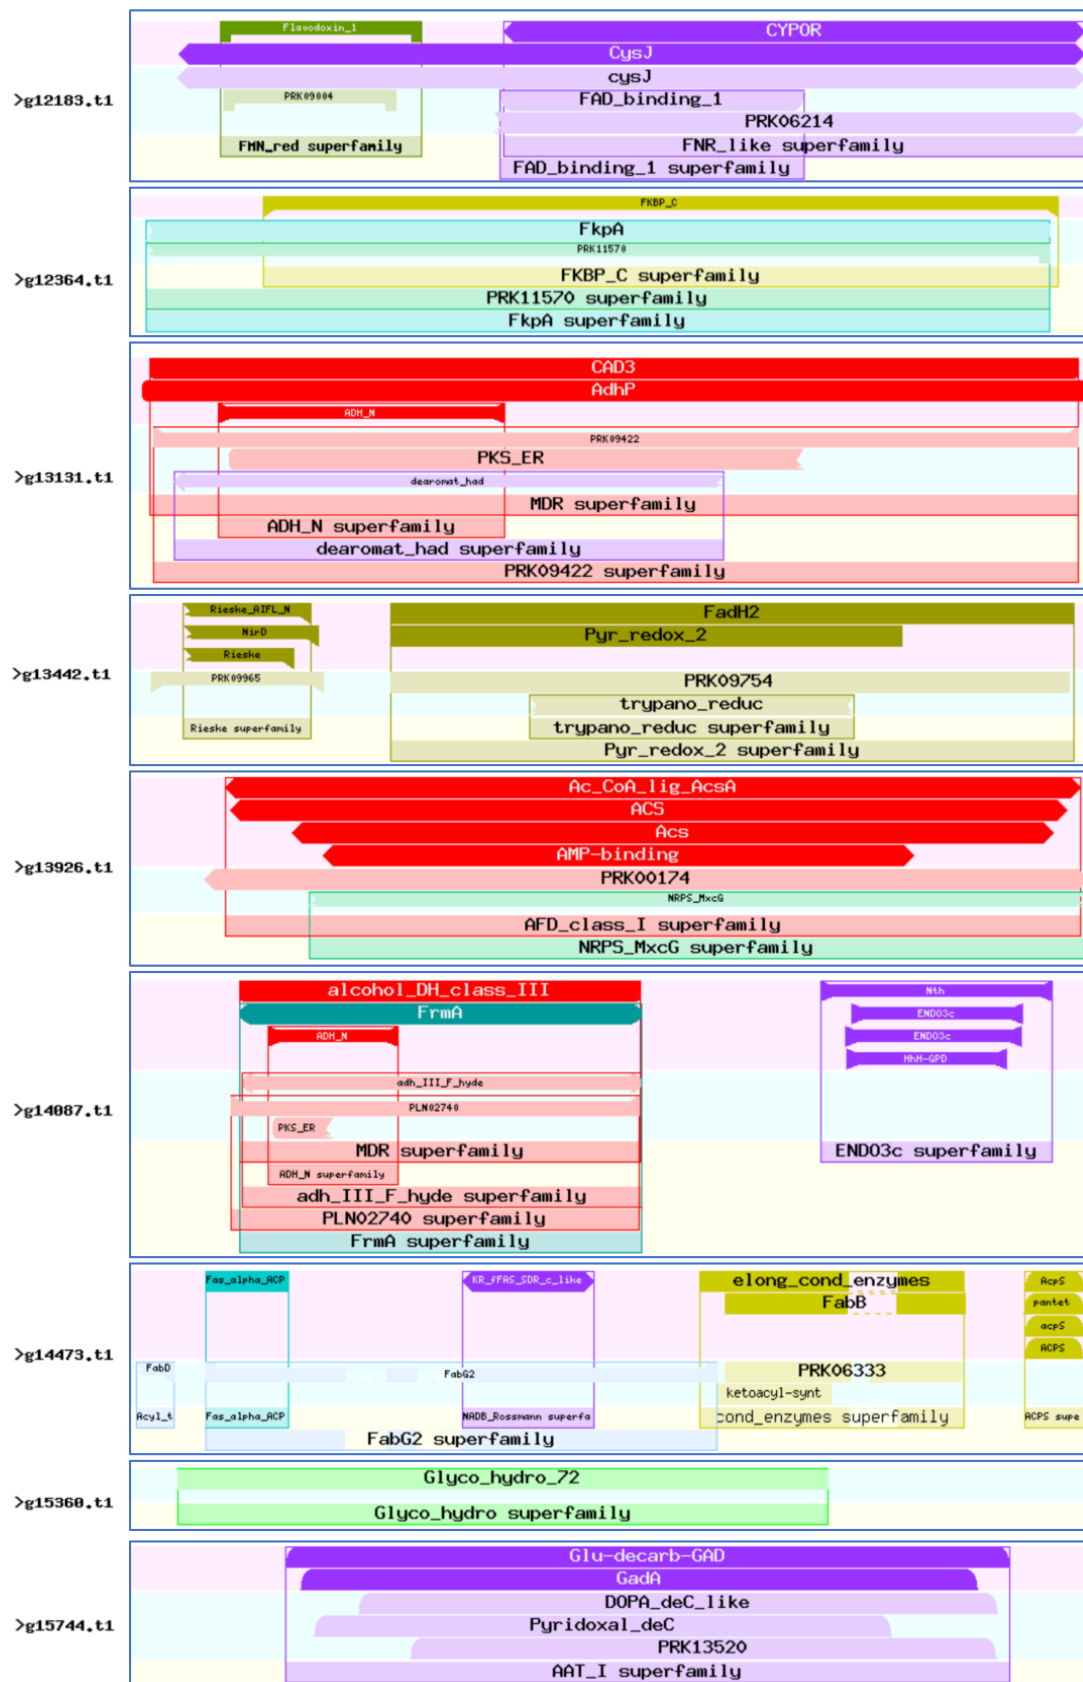 Flavodoxin_1
CYPOR
CysJ
cysJ
>g12183.t1
PRK09004
FAD_binding_1
PRK06214
FMN_red superfamily
FNR_like superfamily
FAD_binding_1 superfamily
FKBP_C
FkpA
PRK11570
>g12364.t1
FKBP_C superfamily
PRK11570 superfamily
FkpA superfamily
CAD3
AdhP
ADH_N
PRK09422
PKS_ER
>g13131.t1
dearomat_had
MDR superfamily
ADH_N superfamily
dearomat_had superfamily
PRK09422 superfamily
Rieske_AIFL_N
FadH2
NirD
Pyr_redox_2
Rieske
>g13442.t1
PRK09965
PRK09754
trypano_reduc
Rieske superfamily
trypano_reduc superfamily
Pyr_redox_2 superfamily
Ac_CoA_lig_AcsA
ACS
Acs
AMP-binding
>g13926.t1
PRK00174
NRPS_MxcG
AFD_class_I superfamily
NRPS_MxcG superfamily
alcohol_DH_class_III
Nth
FrmA
ENDO3c
ADH_N
ENDO3c
HhH-GPD
adh_III_F_hyde
>g14087.t1
PLN02740
PKS_ER
MDR superfamily
ENDO3c superfamily
ADH_N superfamily
adh_III_F_hyde superfamily
PLN02740 superfamily
FrmA superfamily
Fas_alpha_ACP
KR_fFAS_SDR_c_like
elong_cond_enzymes
AcpS
FabB
pantet
acpS
ACPS
>g14473.t1
FabD
FabG2
PRK06333
ketoacyl-synt
Acyl_t
Fas_alpha_ACP
NADB_Rossmann superfa
cond_enzymes superfamily
ACPS supe
FabG2 superfamily
Glyco_hydro_72
>g15360.t1
Glyco_hydro superfamily
Glu-decarb-GAD
GadA
DOPA_deC_like
>g15744.t1
Pyridoxal_deC
PRK13520
AAT_I superfamily